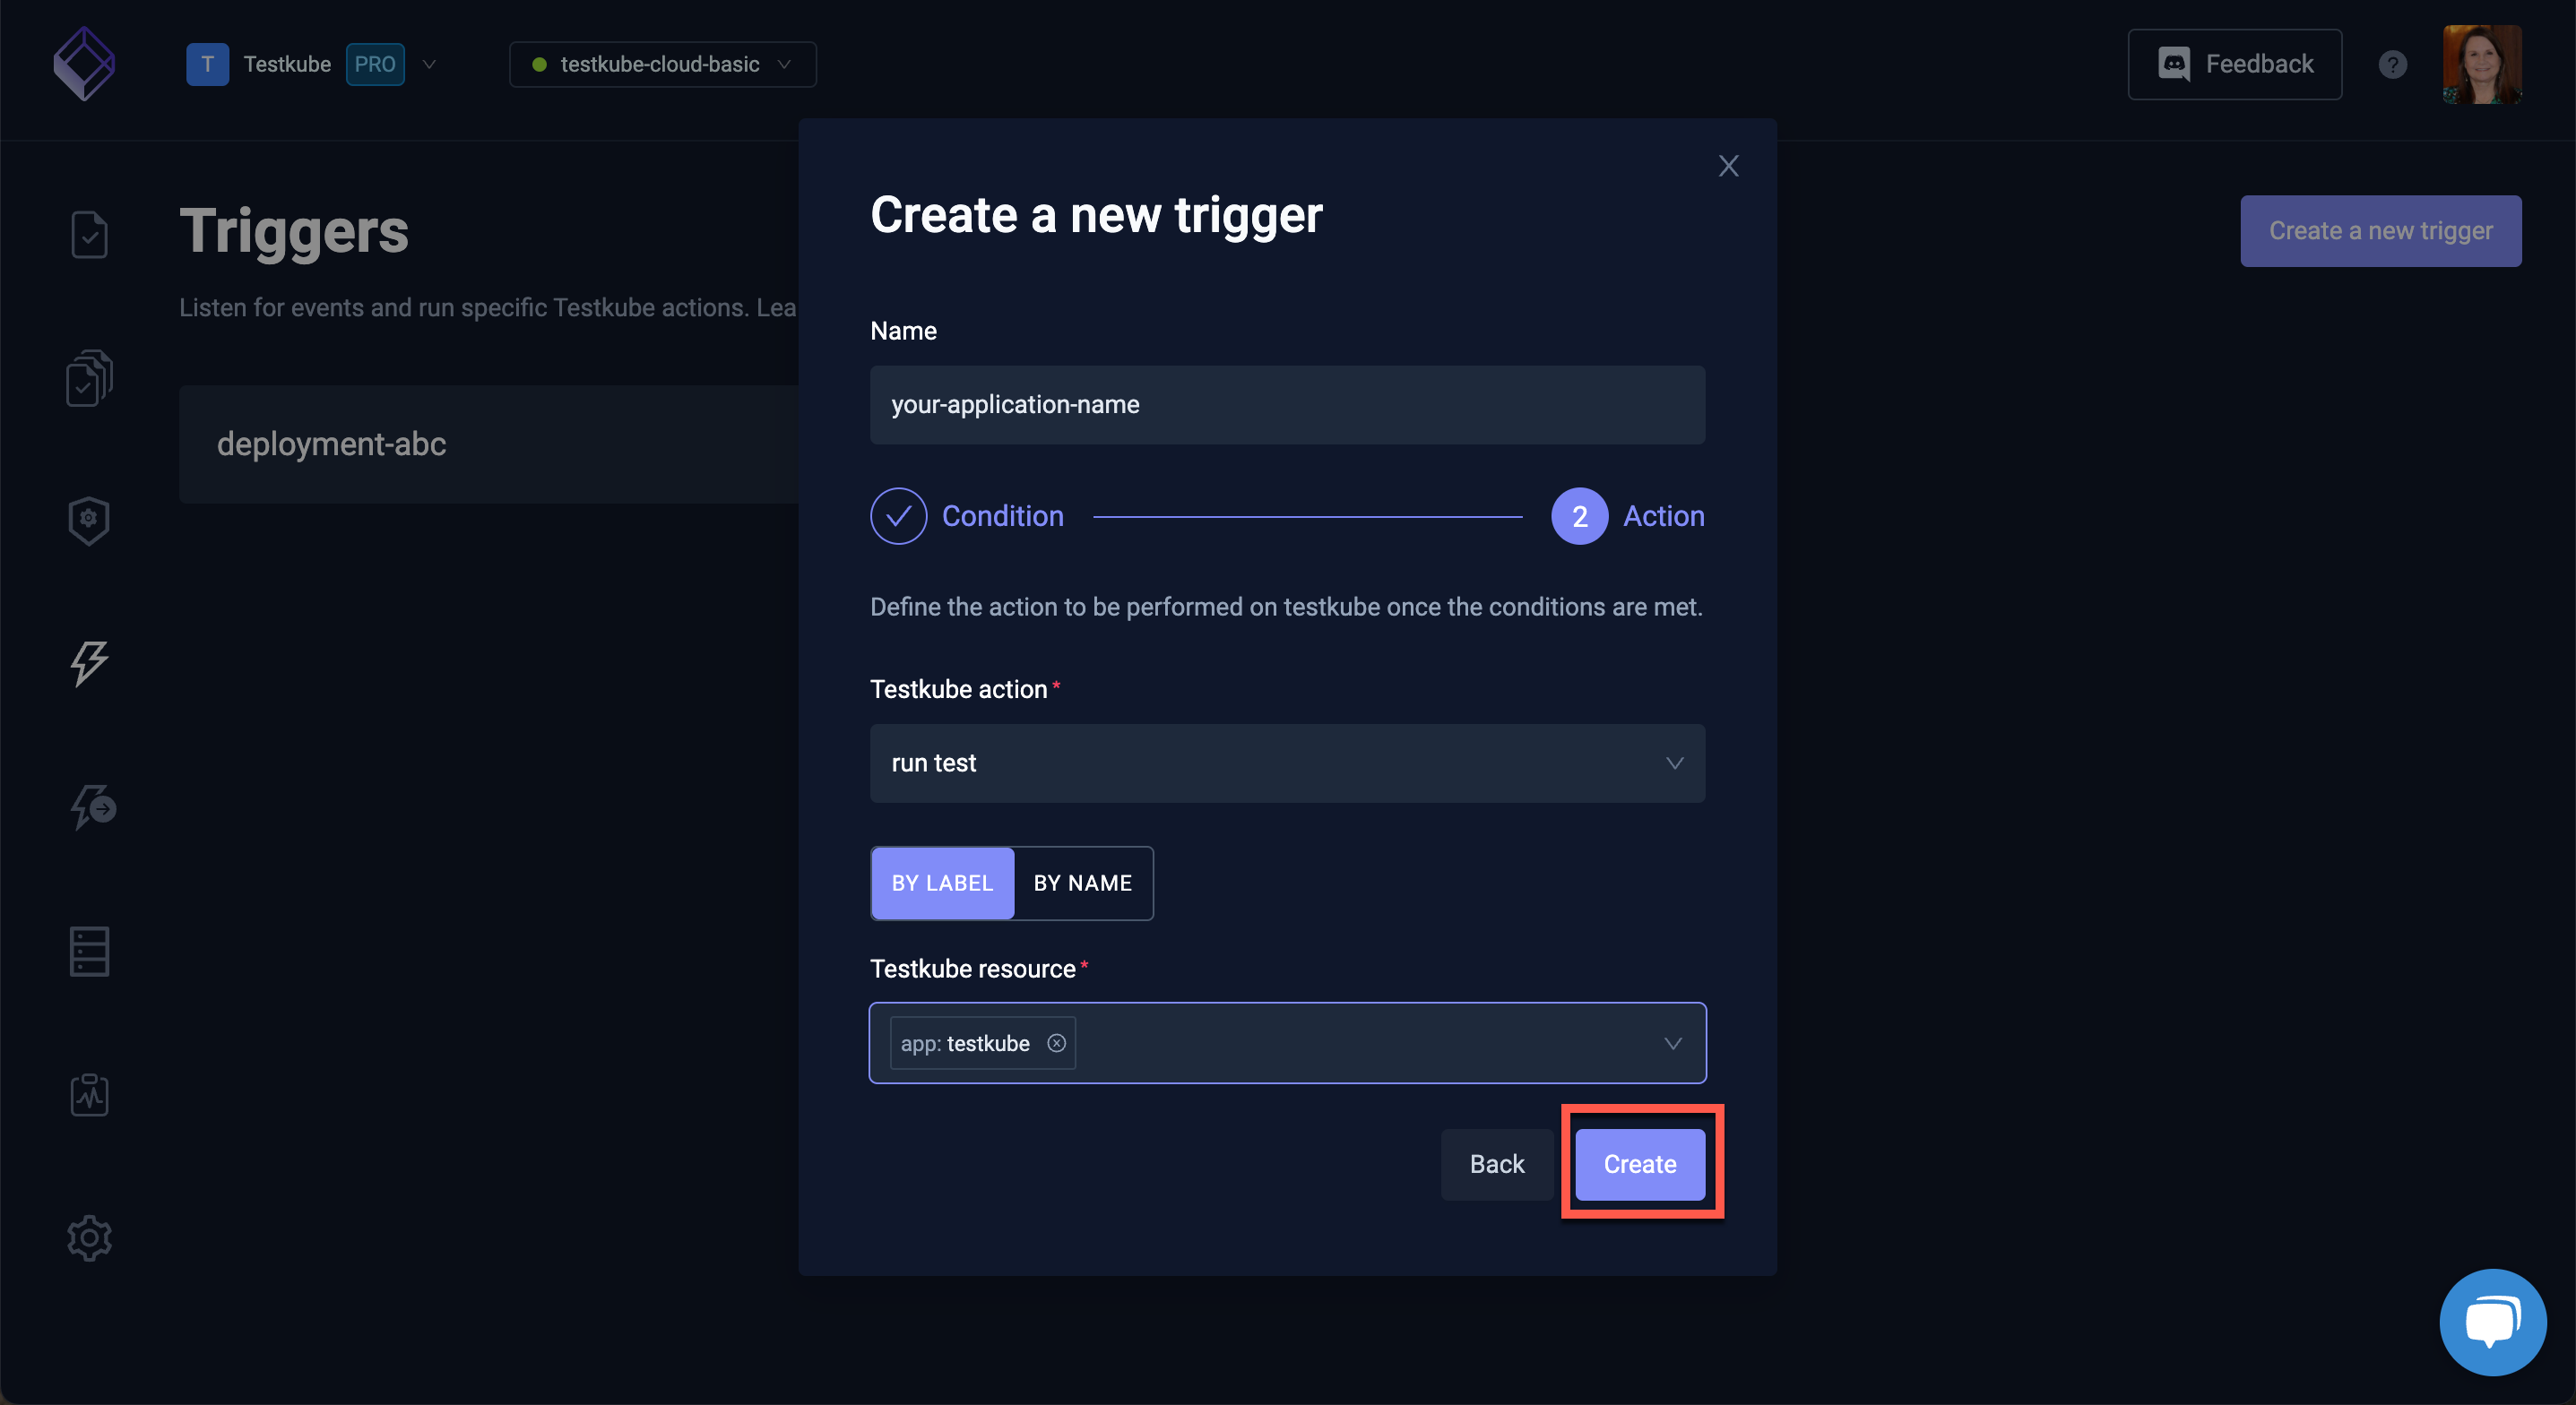 T Testkube PRO
testkube-cloud-basic
Feedback
?
Triggers
Create a new trigger
Listen for events and run specific Testkube actions. Lea
deployment-abc
Create a new trigger
Name
your-application-name
Condition
2 Action
Define the action to be performed on testkube once the conditions are met.
Testkube action*
run test
BY LABEL BY NAME
Testkube resource*
app: testkube
Back Create